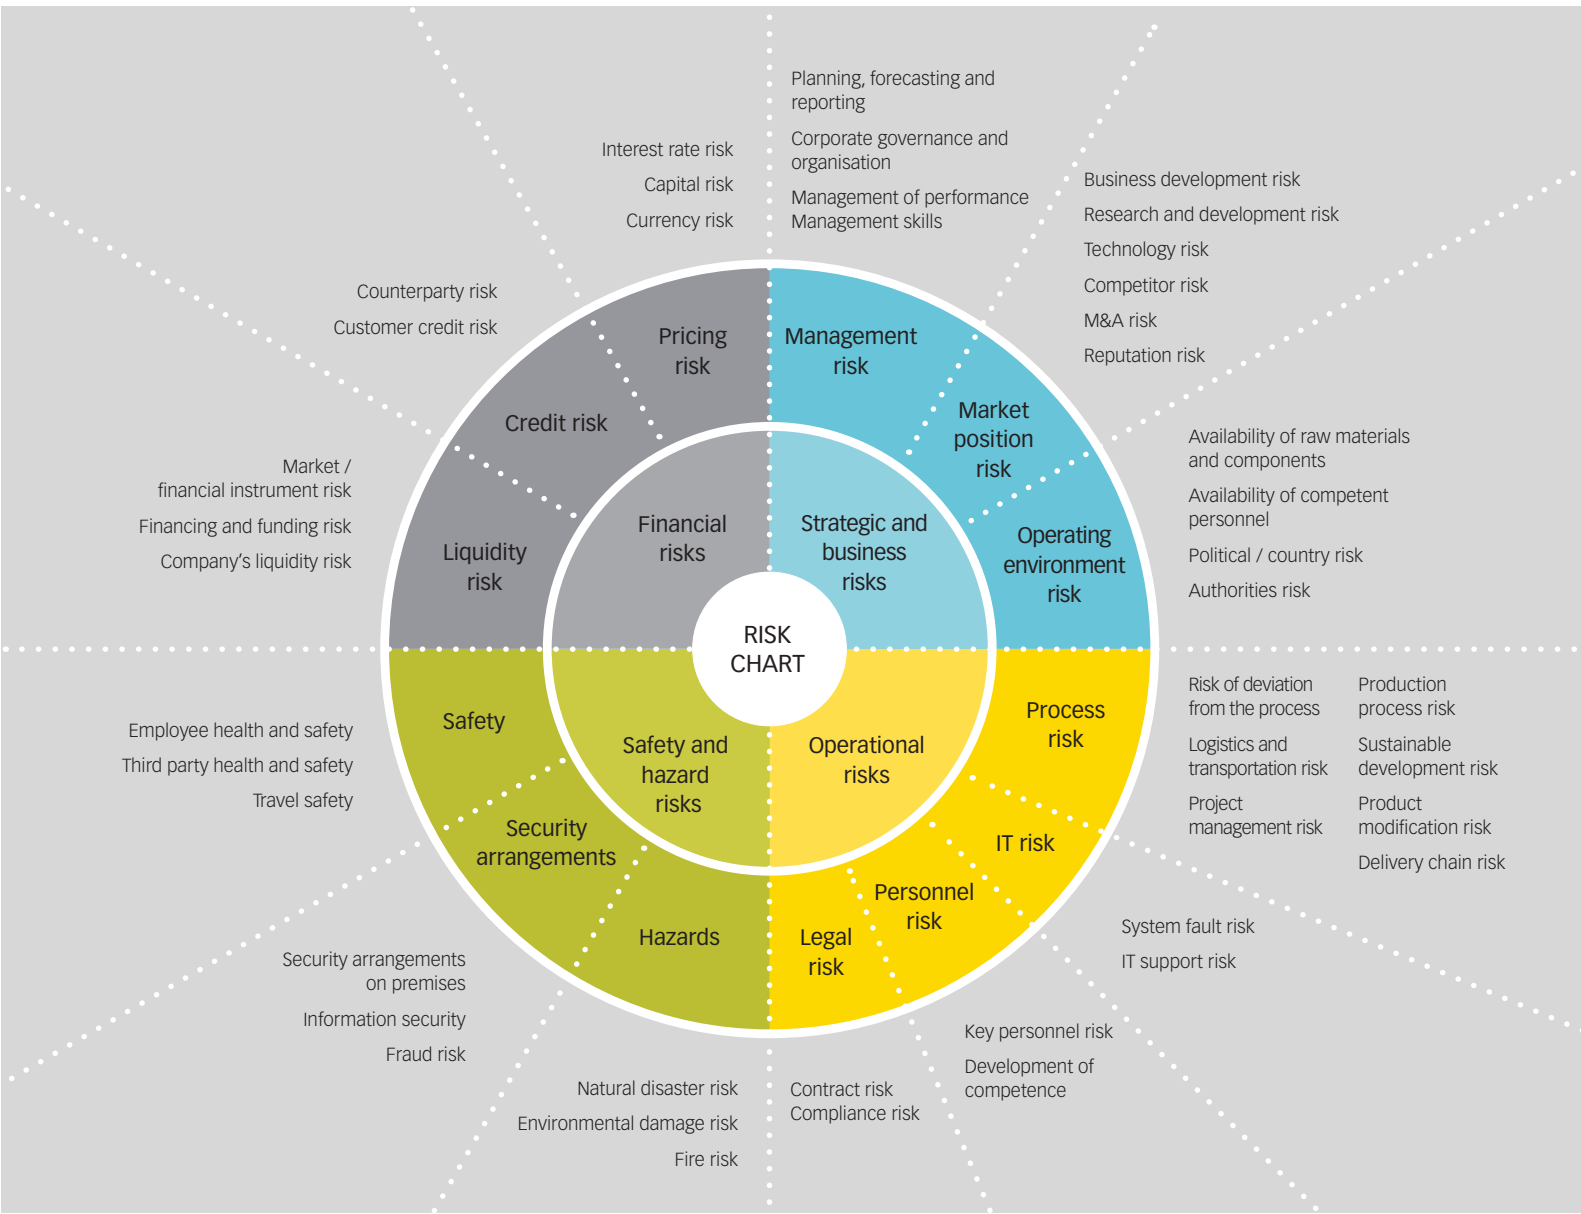 RISK
CHART
Financial
risks
Strategic and
business
risks
Safety and
hazard
risks
Operational
risks
Pricing
risk
Interest rate risk
Capital risk
Currency risk
Management
risk
Planning, forecasting and
reporting
Corporate governance and
organisation
Management of performance
Management skills
Market
position
risk
Business development risk
Research and development risk
Technology risk
Competitor risk
M&A risk
Reputation risk
Operating
environment
risk
Availability of raw materials
and components
Availability of competent
personnel
Political / country risk
Authorities risk
Process
risk
Risk of deviation
from the process
Logistics and
transportation risk
Project
management risk
Production
process risk
Sustainable
development risk
Product
modification risk
Delivery chain risk
IT risk
System fault risk
IT support risk
Personnel
risk
Key personnel risk
Development of
competence
Legal
risk
Contract risk
Compliance risk
Hazards
Natural disaster risk
Environmental damage risk
Fire risk
Security
arrangements
Security arrangements
on premises
Information security
Fraud risk
Safety
Employee health and safety
Third party health and safety
Travel safety
Liquidity
risk
Market /
financial instrument risk
Financing and funding risk
Company’s liquidity risk
Credit risk
Counterparty risk
Customer credit risk